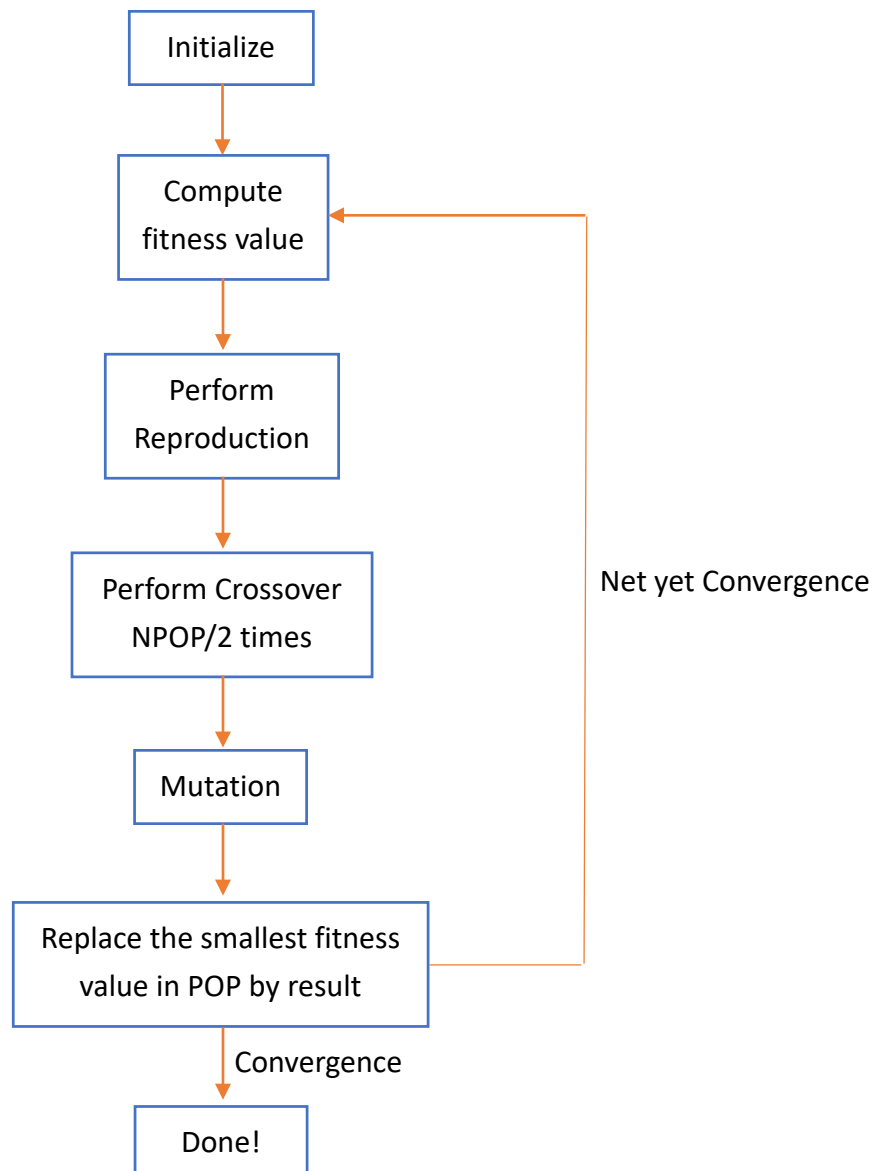 Initialize
Compute
fitness value
Perform
Reproduction
Perform Crossover
NPOP/2 times
Net yet Convergence
Mutation
Replace the smallest fitness
value in POP by result
Convergence
Done!